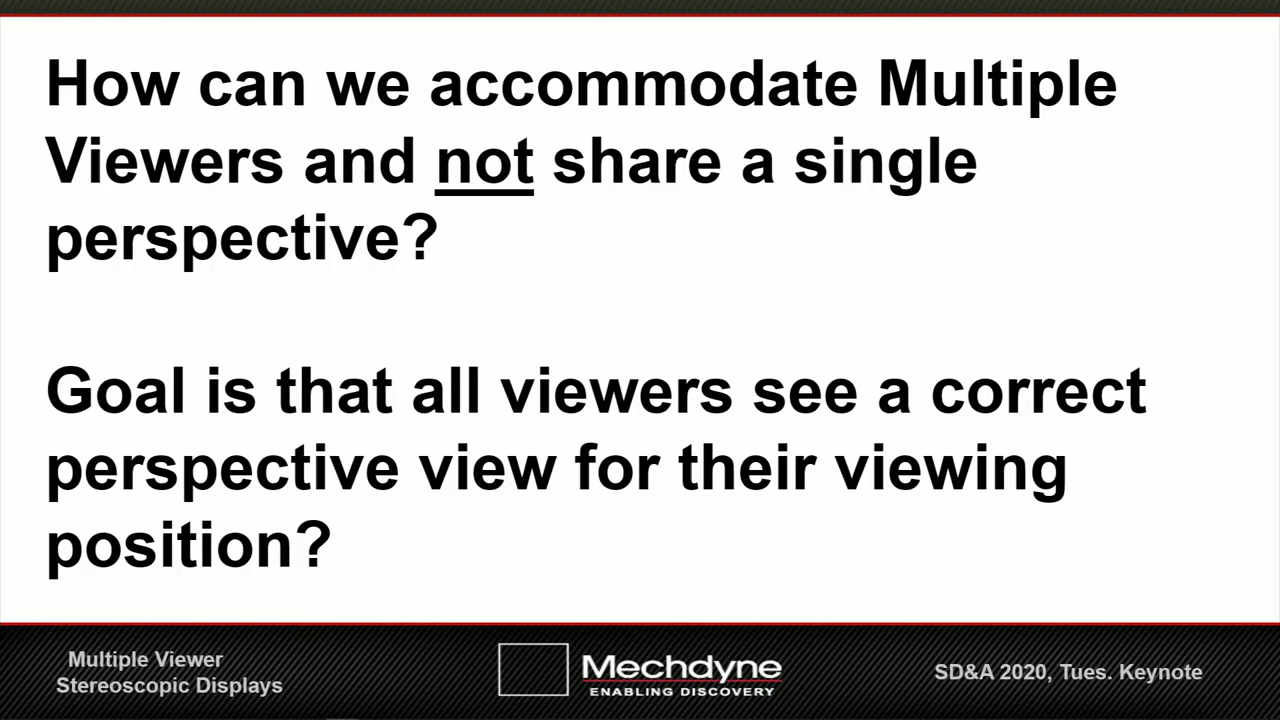 How can we accommodate Multiple
Viewers and not share a single
perspective?
Goal is that all viewers see a correct
perspective view for their viewing
position?
Multiple Viewer
Stereoscopic Displays
Mechdyne
ENABLING DISCOVERY
SD&A 2020, Tues. Keynote